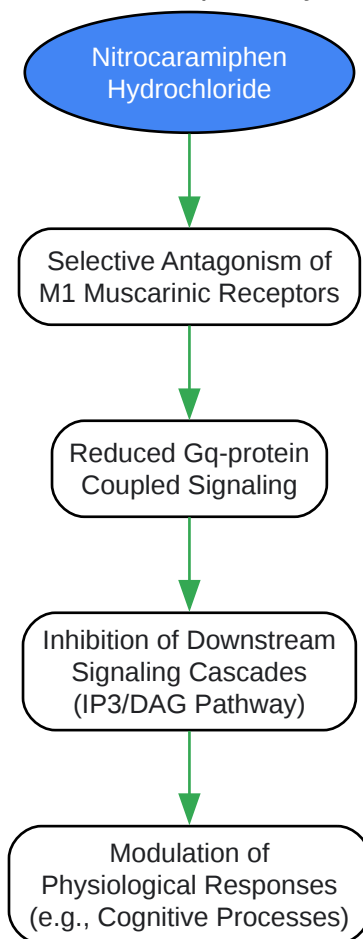 Nitrocaramiphen
Hydrochloride
Selective Antagonism of
M1 Muscarinic Receptors
Reduced Gq-protein
Coupled Signaling
Inhibition of Downstream
Signaling Cascades
(IP3/DAG Pathway)
Modulation of
Physiological Responses
(e.g., Cognitive Processes)